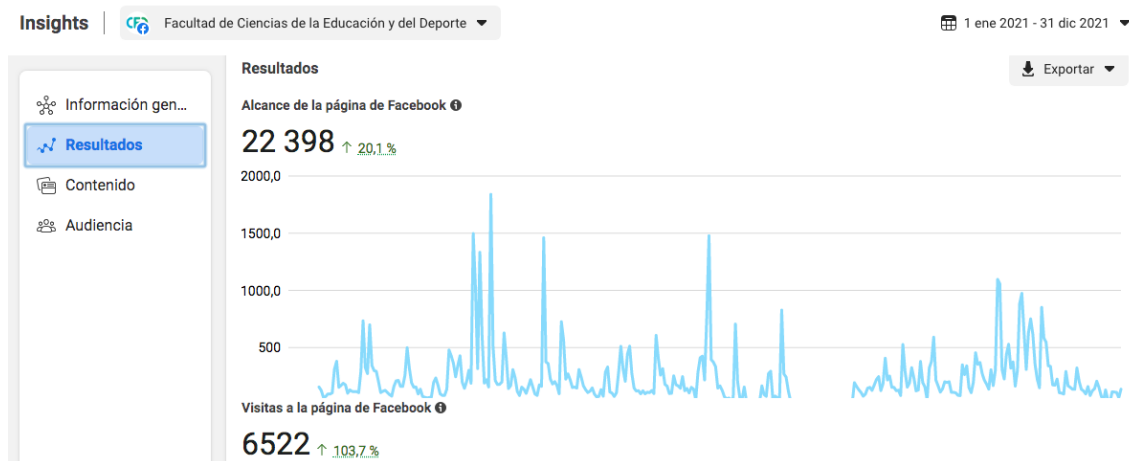 Insights
Facultad de Ciencias de la Educación y del Deporte
1 ene 2021 - 31 dic 2021
Información gen...
Resultados
Contenido
Audiencia
Resultados
Exportar
Alcance de la página de Facebook
22 398 ↑ 20,1 %
2000,0
1500,0
1000,0
500
Visitas a la página de Facebook
6522 ↑ 103,7 %